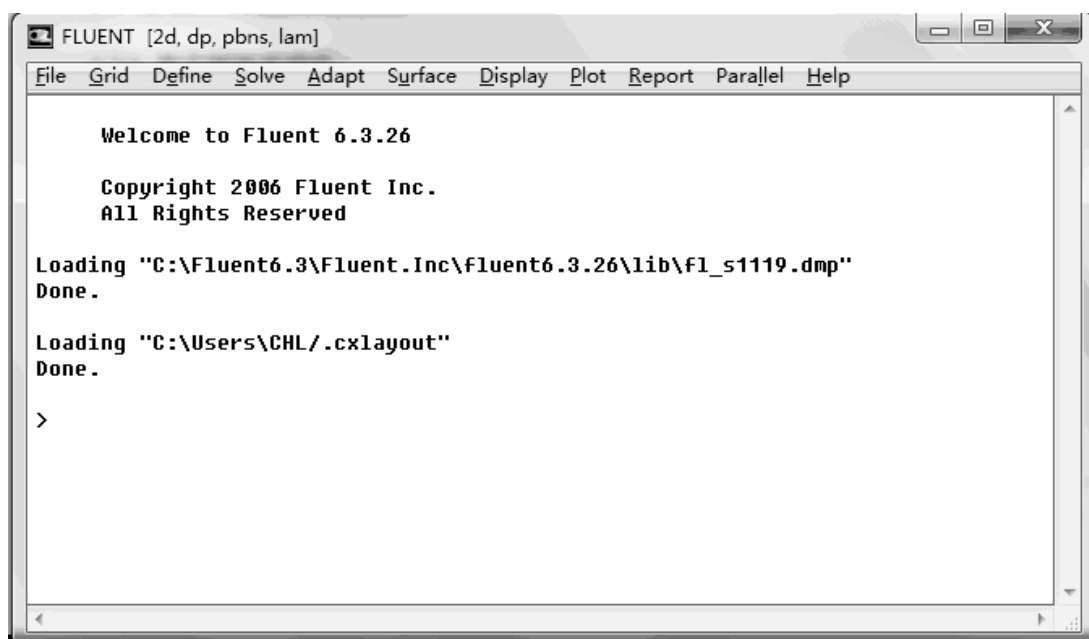 FLUENT [2d, dp, pbns, lam]
File Grid Define Solve Adapt Surface Display Plot Report Parallel Help
Welcome to Fluent 6.3.26
Copyright 2006 Fluent Inc.
All Rights Reserved
Loading "C:\Fluent6.3\Fluent.Inc\fluent6.3.26\lib\fl_s1119.dmp"
Done.
Loading "C:\Users\CHL/.cxlayout"
Done.
>